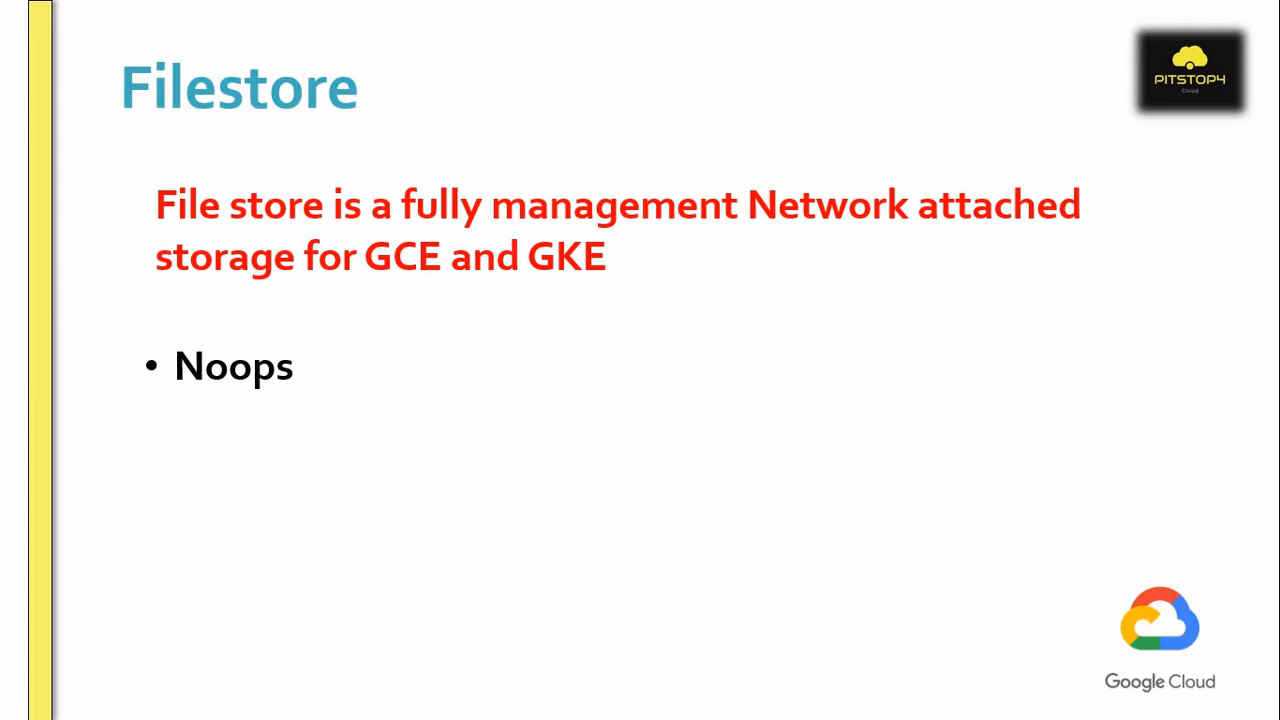 Filestore
PITSTOP4
Cloud
File store is a fully management Network attached
storage for GCE and GKE
• Noops
Google Cloud